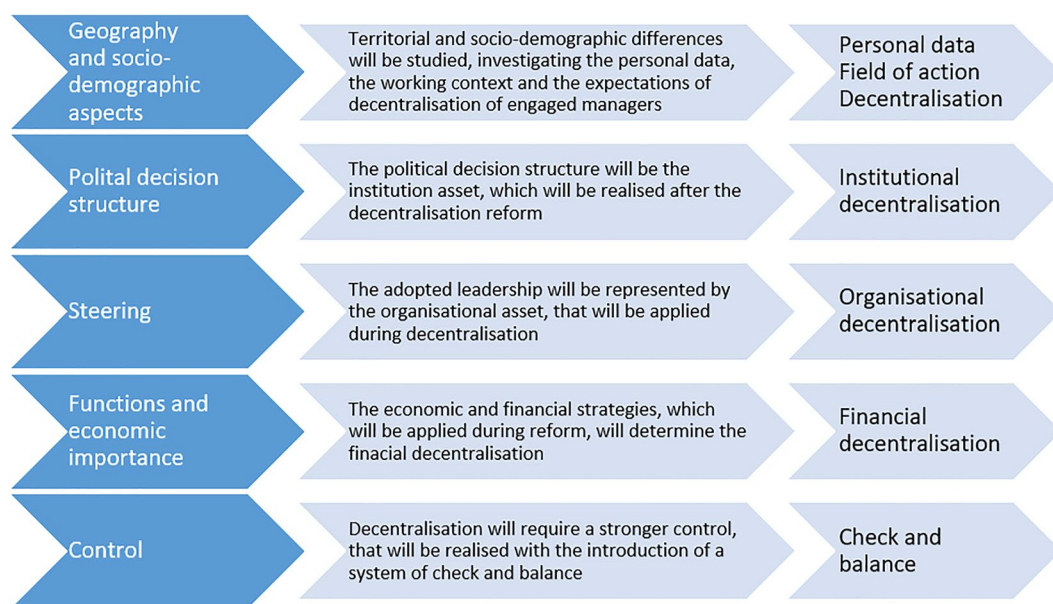 Geography
and socio-
demographic
aspects
Territorial and socio-demographic differences
will be studied, investigating the personal data,
the working context and the expectations of
decentralisation of engaged managers
Personal data
Field of action
Decentralisation
Polital decision
structure
The political decision structure will be the
institution asset, which will be realised after the
decentralisation reform
Institutional
decentralisation
Steering
The adopted leadership will be represented by
the organisational asset, that will be applied
during decentralisation
Organisational
decentralisation
Functions and
economic
importance
The economic and financial strategies, which
will be applied during reform, will determine the
finacial decentralisation
Financial
decentralisation
Control
Decentralisation will require a stronger control,
that will be realised with the introduction of a
system of check and balance
Check and
balance